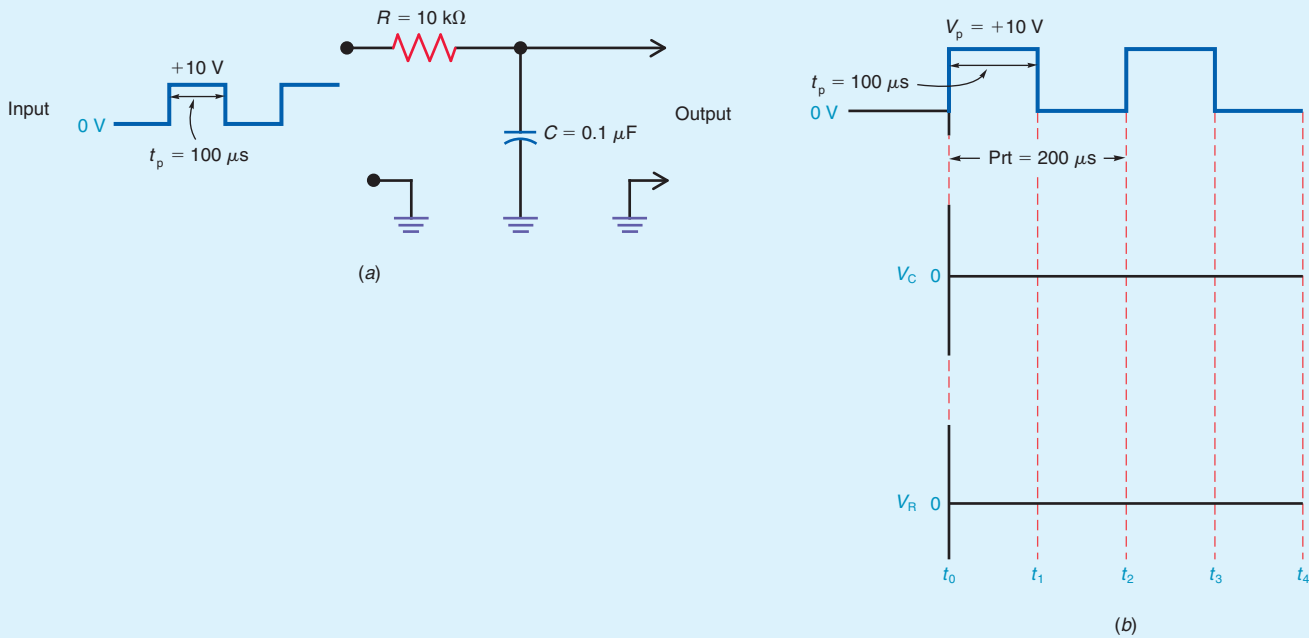 R = 10 kΩ
+10 V
Input
0 V
t_p = 100 μs
C = 0.1 μF
Output
(a)
V_p = +10 V
t_p = 100 μs
0 V
Prt = 200 μs
V_C 0
V_R 0
t_0 t_1 t_2 t_3 t_4
(b)